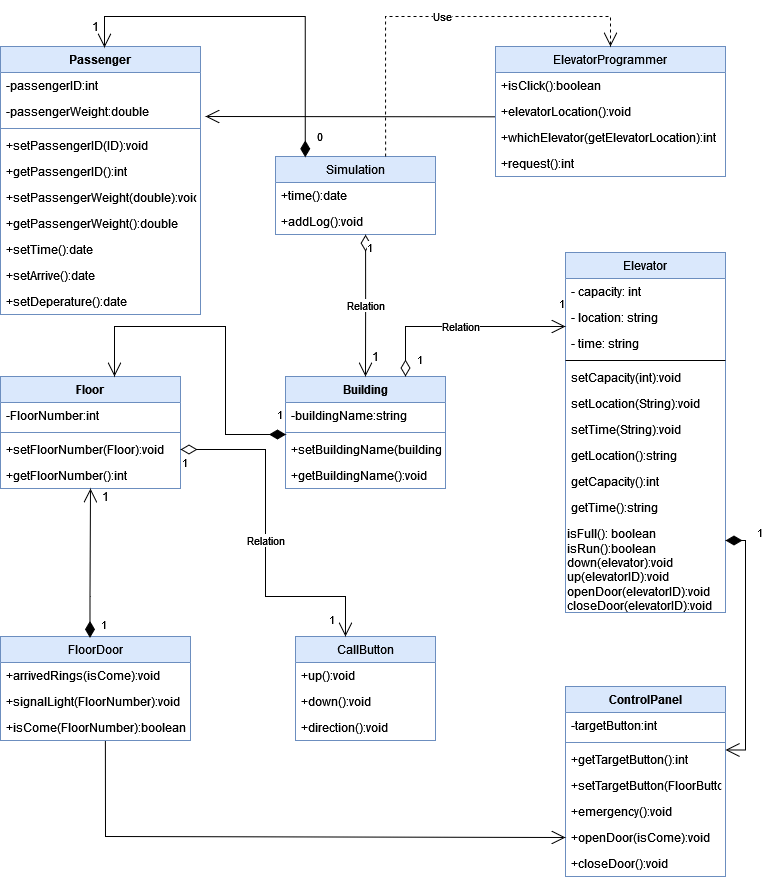 Use
1
Passenger
-passengerID:int
-passengerWeight:double
+setPassengerID(ID):void
+getPassengerID():int
+setPassengerWeight(double):voic
+getPassengerWeight():double
+setTime():date
+setArrive():date
+setDeperature():date
ElevatorProgrammer
+isClick():boolean
+elevatorLocation():void
+whichElevator(getElevatorLocation):int
+request():int
0
Simulation
+time():date
+addLog():void
1
Relation
1
Elevator
- capacity: int
- location: string
- time: string
setCapacity(int):void
setLocation(String):void
setTime(String):void
getLocation():string
getCapacity():int
getTime():string
isFull(): boolean
isRun():boolean
down(elevator):void
up(elevatorID):void
openDoor(elevatorID):void
closeDoor(elevatorID):void
1
Relation
1
Floor
-FloorNumber:int
+setFloorNumber(Floor):void
+getFloorNumber():int
Building
-buildingName:string
+setBuildingName(building
+getBuildingName():void
1
1
Relation
1
1
1
1
FloorDoor
+arrivedRings(isCome):void
+signalLight(FloorNumber):void
+isCome(FloorNumber):boolean
CallButton
+up():void
+down():void
+direction():void
ControlPanel
-targetButton:int
+getTargetButton():int
+setTargetButton(FloorButtc
+emergency():void
+openDoor(isCome):void
+closeDoor():void